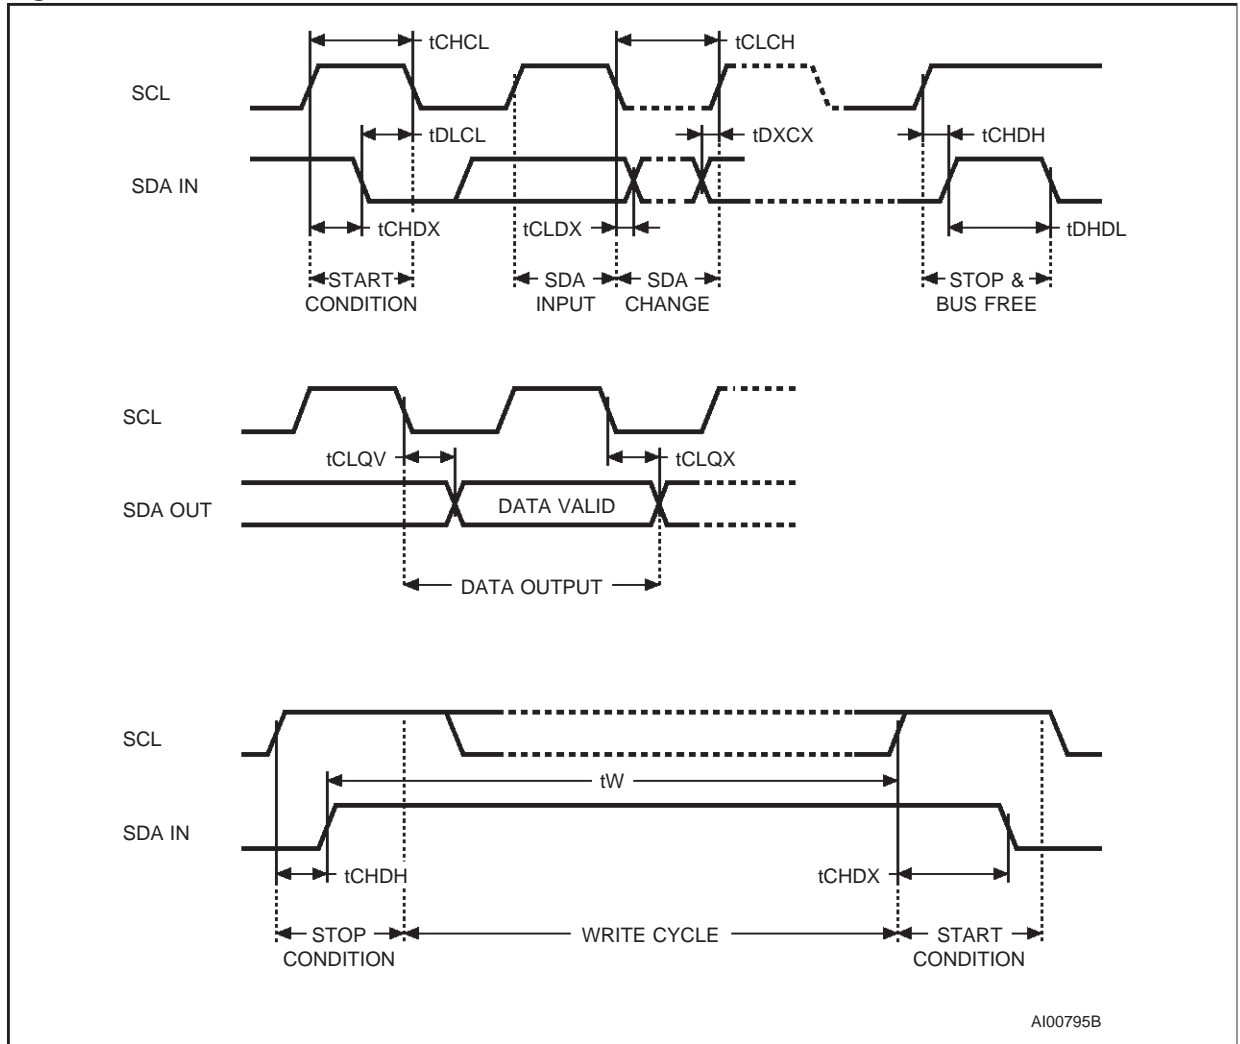 tCHCL
tCLCH
SCL
tDLCL
tDXCX
tCHDH
SDA IN
tCHDX
tCLDX
tDHDL
START
CONDITION
SDA
INPUT
SDA
CHANGE
STOP &
BUS FREE
SCL
tCLQV
tCLQX
SDA OUT
DATA VALID
DATA OUTPUT
SCL
tW
SDA IN
tCHDH
tCHDX
STOP
CONDITION
WRITE CYCLE
START
CONDITION
AI00795B